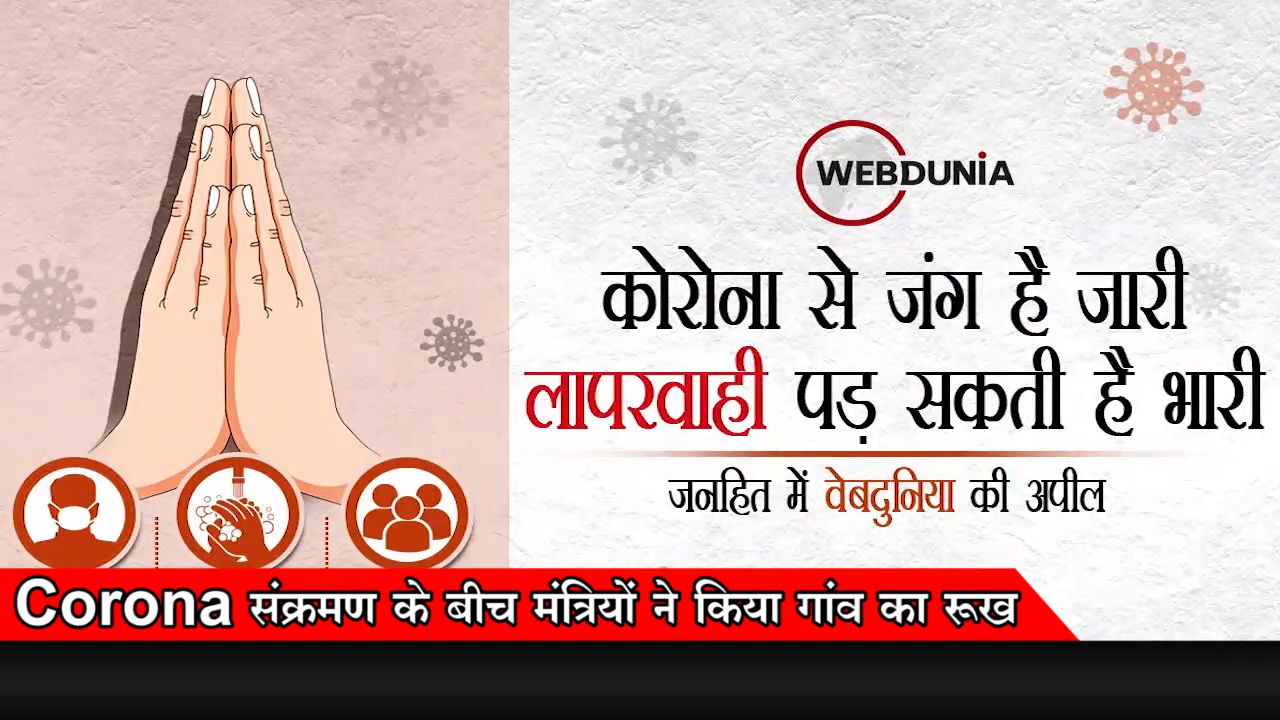 WEBDUNIA
कोरोना से जंग है जारी
लापरवाही पड़ सकती है भारी
जनहित में वेबदुनिया की अपील
Corona संक्रमण के बीच मंत्रियों ने किया गांव का रूख